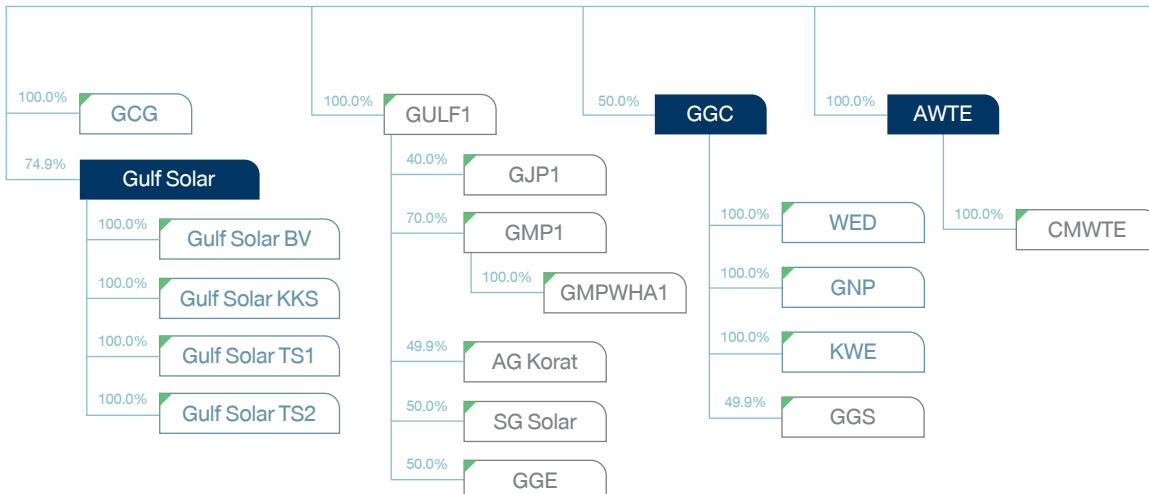 100.0%
GCG
74.9%
Gulf Solar
100.0%
Gulf Solar BV
100.0%
Gulf Solar KKS
100.0%
Gulf Solar TS1
100.0%
Gulf Solar TS2
100.0%
GULF1
40.0%
GJP1
70.0%
GMP1
100.0%
GMPWHA1
49.9%
AG Korat
50.0%
SG Solar
50.0%
GGE
50.0%
GGC
100.0%
WED
100.0%
GNP
100.0%
KWE
49.9%
GGS
100.0%
AWTE
100.0%
CMWTE